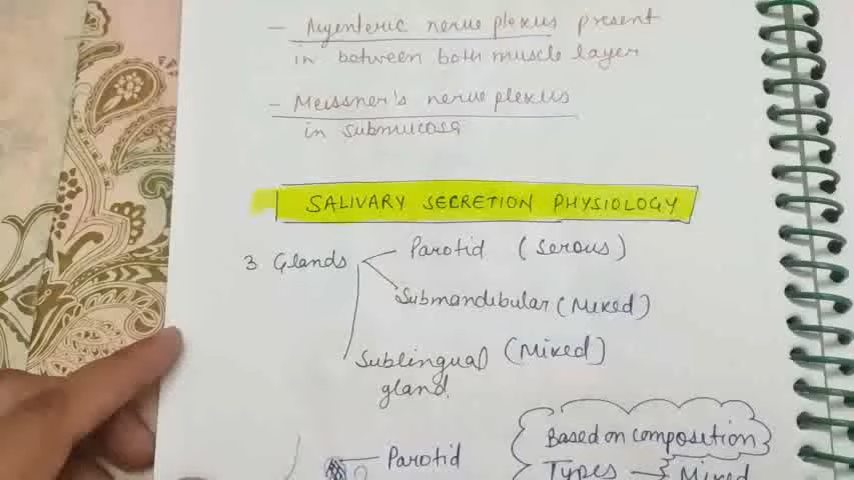 - Myenteric nerve plexus present
in between both muscle layer
- Meissner's nerve plexus
in submucosa
SALIVARY SECRETION PHYSIOLOGY
3 Glands
Parotid (Serous)
Submandibular (Mixed)
Sublingual (Mixed)
gland
Parotid
Based on composition
Types → Mixed